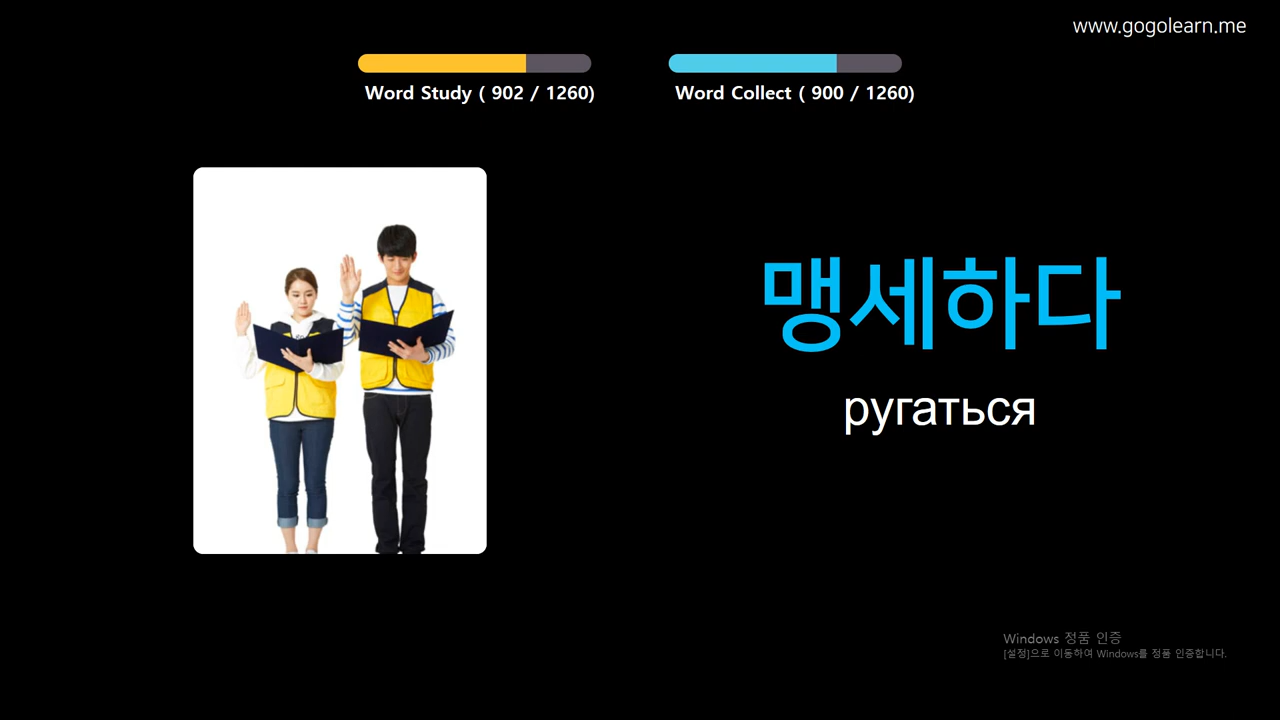 www.gogolearn.me
Word Study ( 902 / 1260)
Word Collect ( 900 / 1260)
맹세하다
ругаться
Windows 정품 인증
[설정]으로 이동하여 Windows를 정품 인증합니다.